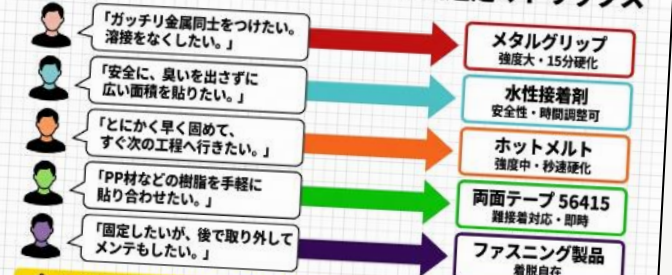 「ガッチリ金属同士をつけたい。
溶接をなくしたい。」
メタルグリップ
強度大・15分硬化
「安全に、臭いを出さずに
広い面積を貼りたい。」
水性接着剤
安全性・時間調整可
「とにかく早く固めて、
すぐ次の工程へ行きたい。」
ホットメルト
強度中・秒速硬化
「PP材などの樹脂を手軽に
貼り合わせたい。」
両面テープ 56415
難接着対応・即時
「固定したいが、後で取り外して
メンテもしたい。」
ファスニング製品
着脱自在